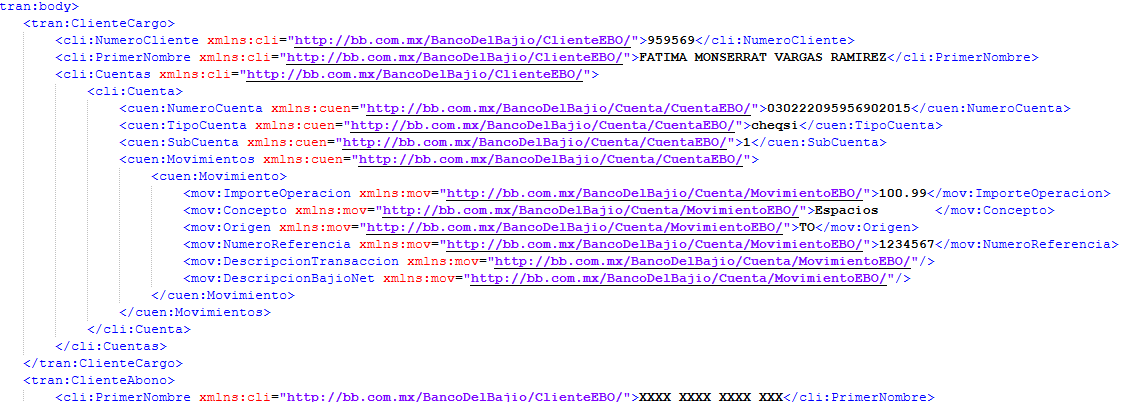 tran:body>
<tran:ClienteCargo>
<cli:NumeroCliente xmlns:cli="http://bb.com.mx/BancoDelBajio/ClienteEBO/">959569</cli:NumeroCliente>
<cli:PrimerNombre xmlns:cli="http://bb.com.mx/BancoDelBajio/ClienteEBO/">FATIMA MONSERRAT VARGAS RAMIREZ</cli:PrimerNombre>
<cli:Cuentas xmlns:cli="http://bb.com.mx/BancoDelBajio/ClienteEBO/">
<cli:Cuenta>
<cuen:NumeroCuenta xmlns:cuen="http://bb.com.mx/BancoDelBajio/Cuenta/CuentaEBO/">030222095956902015</cuen:NumeroCuenta>
<cuen:TipoCuenta xmlns:cuen="http://bb.com.mx/BancoDelBajio/Cuenta/CuentaEBO/">cheqsi</cuen:TipoCuenta>
<cuen:SubCuenta xmlns:cuen="http://bb.com.mx/BancoDelBajio/Cuenta/CuentaEBO/">1</cuen:SubCuenta>
<cuen:Movimientos xmlns:cuen="http://bb.com.mx/BancoDelBajio/Cuenta/CuentaEBO/">
<cuen:Movimiento>
<mov:ImporteOperacion xmlns:mov="http://bb.com.mx/BancoDelBajio/Cuenta/MovimientoEBO/">100.99</mov:ImporteOperacion>
<mov:Concepto xmlns:mov="http://bb.com.mx/BancoDelBajio/Cuenta/MovimientoEBO/">Espacios       </mov:Concepto>
<mov:Origen xmlns:mov="http://bb.com.mx/BancoDelBajio/Cuenta/MovimientoEBO/">TO</mov:Origen>
<mov:NumeroReferencia xmlns:mov="http://bb.com.mx/BancoDelBajio/Cuenta/MovimientoEBO/">1234567</mov:NumeroReferencia>
<mov:DescripcionTransaccion xmlns:mov="http://bb.com.mx/BancoDelBajio/Cuenta/MovimientoEBO/"/>
<mov:DescripcionBajioNet xmlns:mov="http://bb.com.mx/BancoDelBajio/Cuenta/MovimientoEBO/"/>
</cuen:Movimiento>
</cuen:Movimientos>
</cli:Cuenta>
</cli:Cuentas>
</tran:ClienteCargo>
<tran:ClienteAbono>
<cli:PrimerNombre xmlns:cli="http://bb.com.mx/BancoDelBajio/ClienteEBO/">XXXX XXXX XXXX XXX</cli:PrimerNombre>